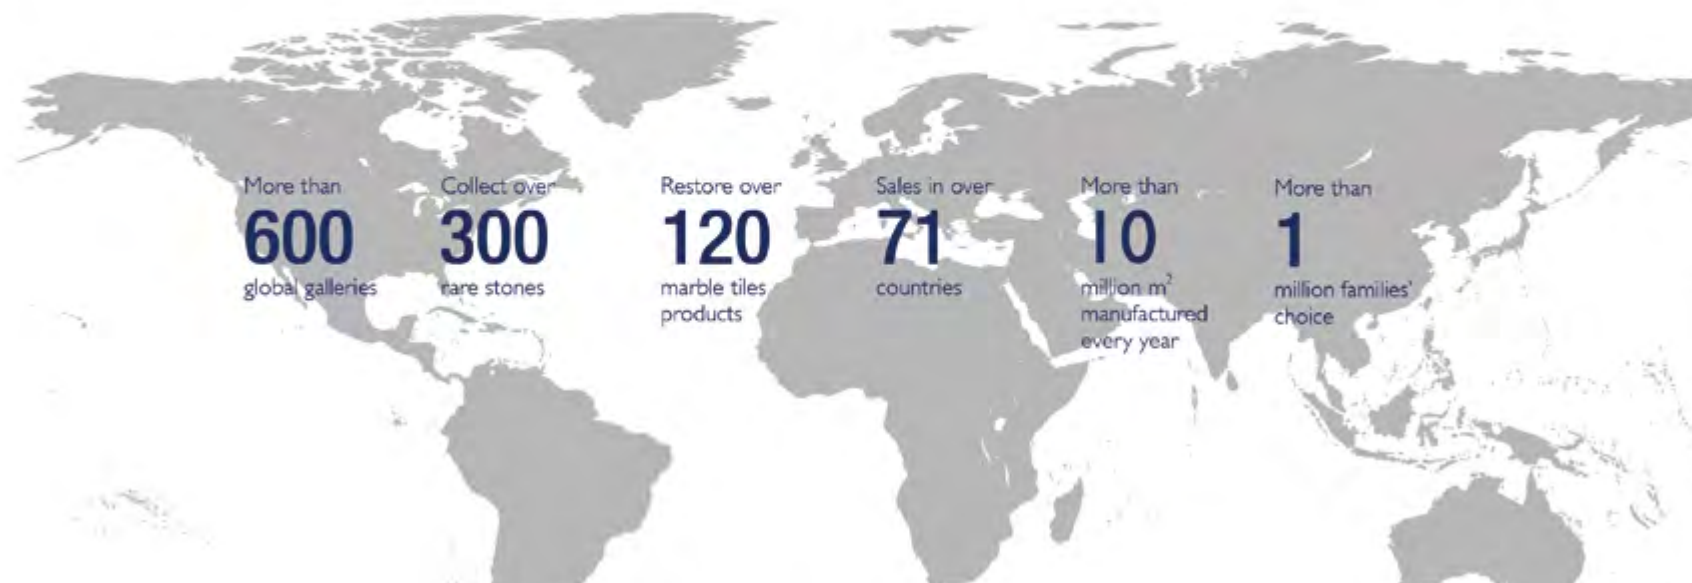 More than
600
global galleries
Collect over
300
rare stones
Restore over
120
marble tiles
products
Sales in over
71
countries
More than
10
million m²
manufactured
every year
More than
1
million families'
choice